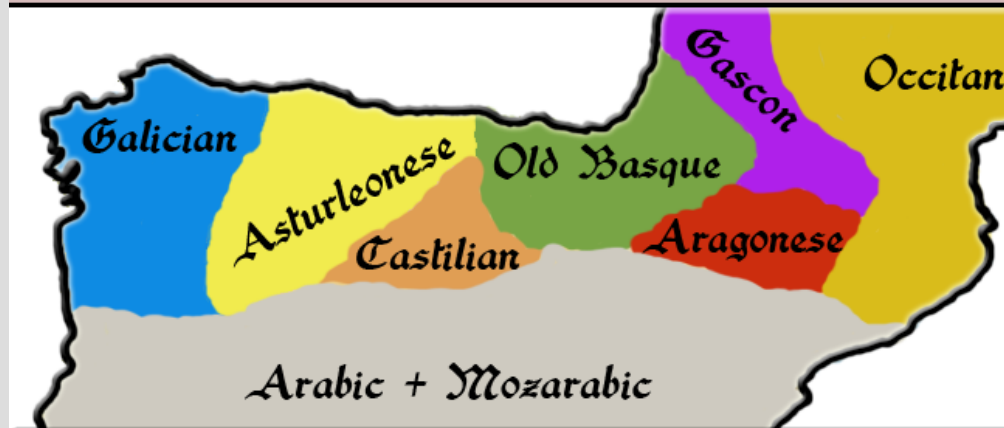 Galician
Asturleonese
Castilian
Old Basque
Gascon
Occitan
Aragonese
Arabic + Mozarabic